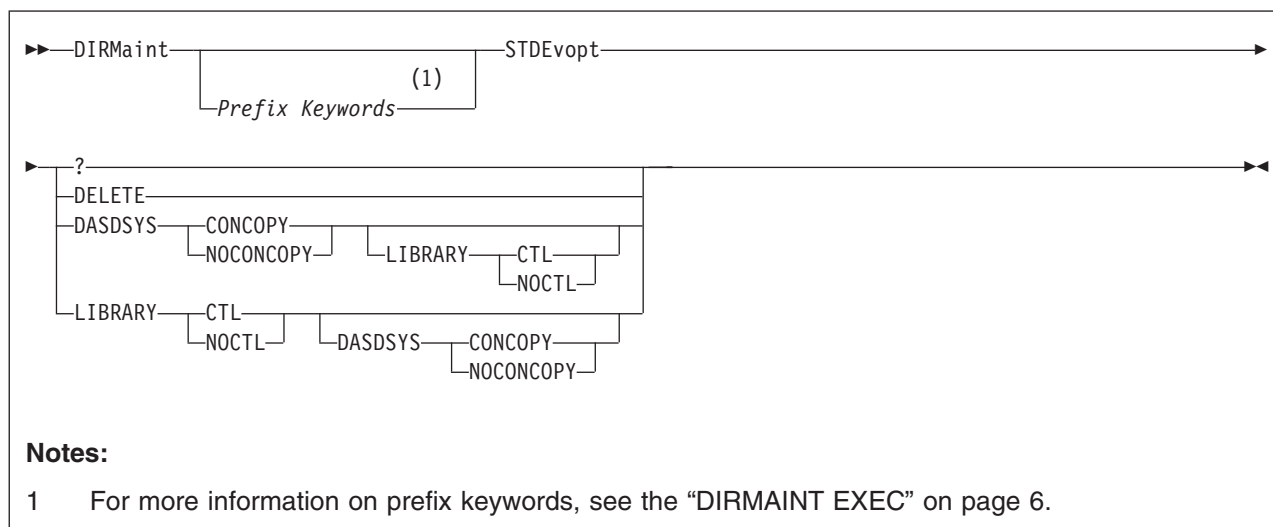 DIRMaint STDEvopt
(1)
Prefix Keywords
?
DELETE
DASDSYS CONCOPY
NOCONCOPY LIBRARY CTL
NOCTL
LIBRARY CTL
NOCTL DASDSYS CONCOPY
NOCONCOPY
Notes:
1 For more information on prefix keywords, see the “DIRMAINT EXEC” on page 6.